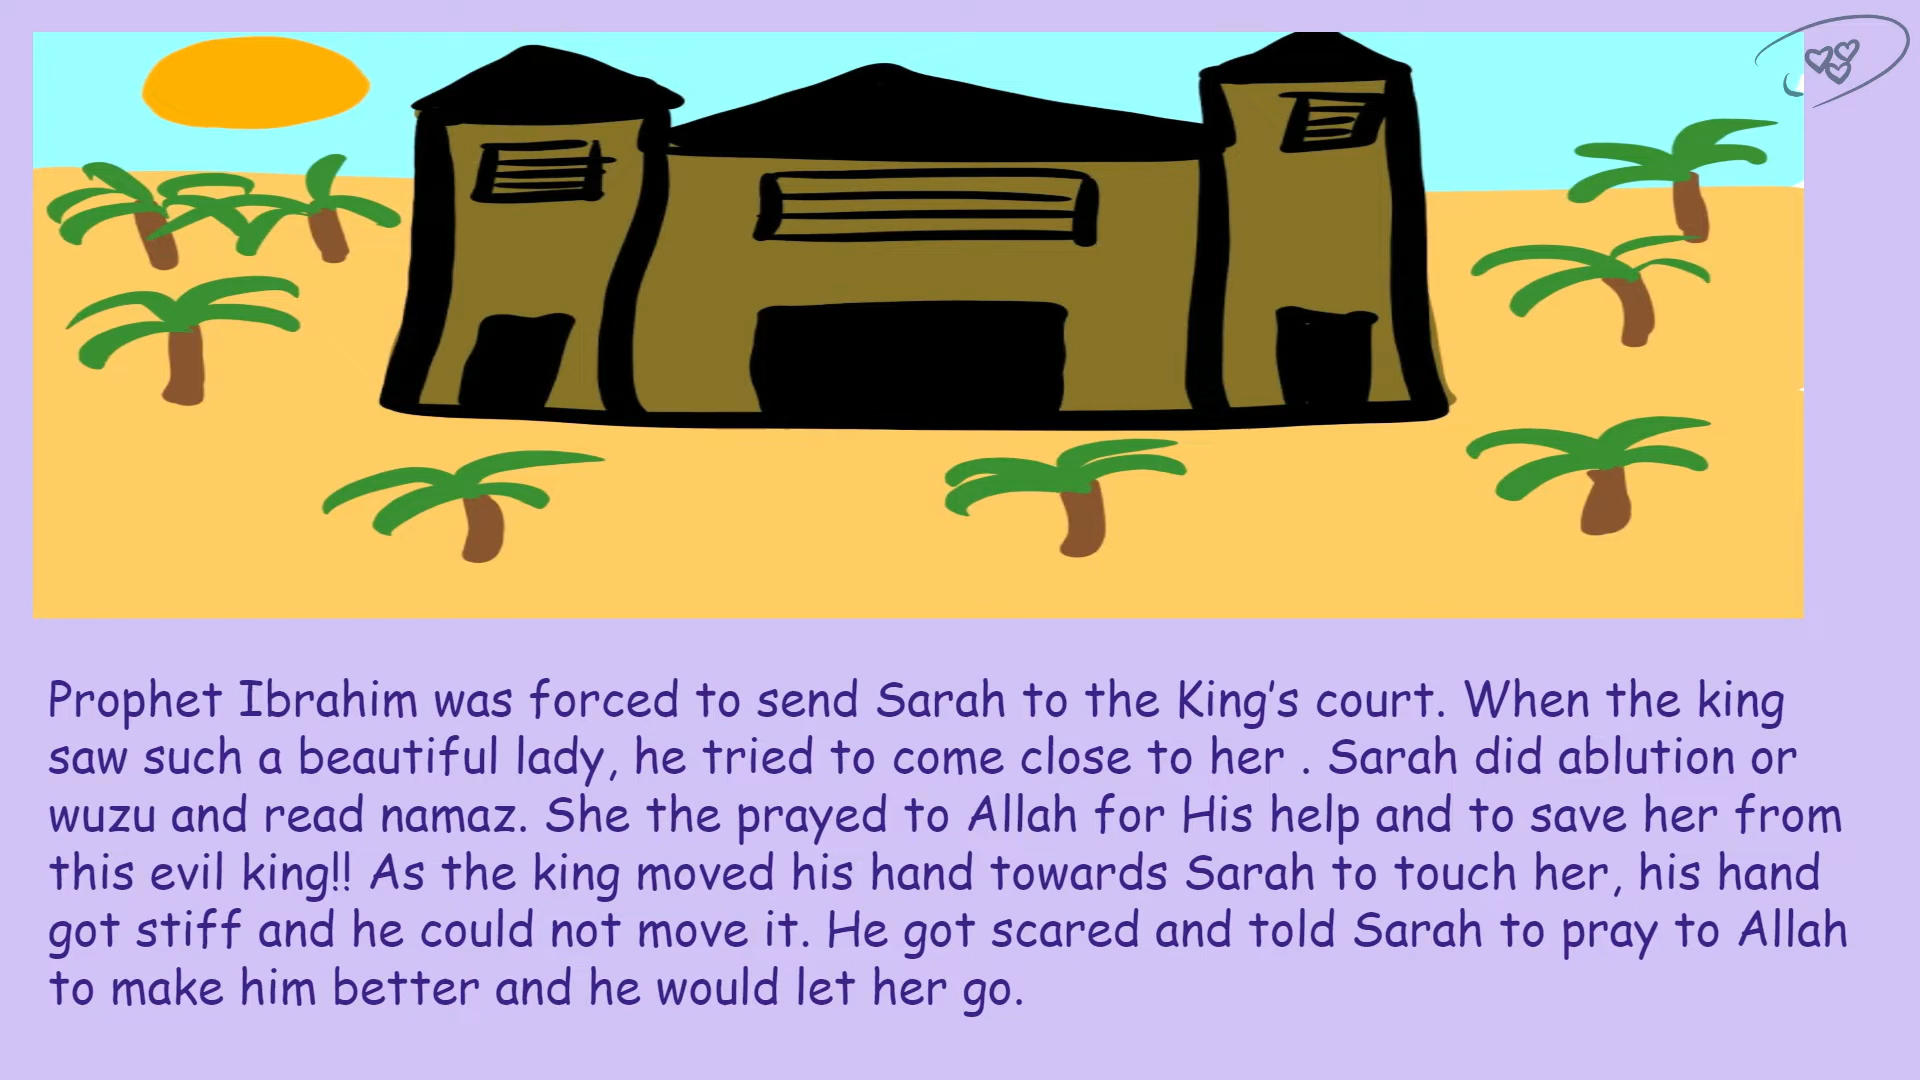 Prophet Ibrahim was forced to send Sarah to the King’s court. When the king
saw such a beautiful lady, he tried to come close to her . Sarah did ablution or
wuzu and read namaz. She the prayed to Allah for His help and to save her from
this evil king!! As the king moved his hand towards Sarah to touch her, his hand
got stiff and he could not move it. He got scared and told Sarah to pray to Allah
to make him better and he would let her go.